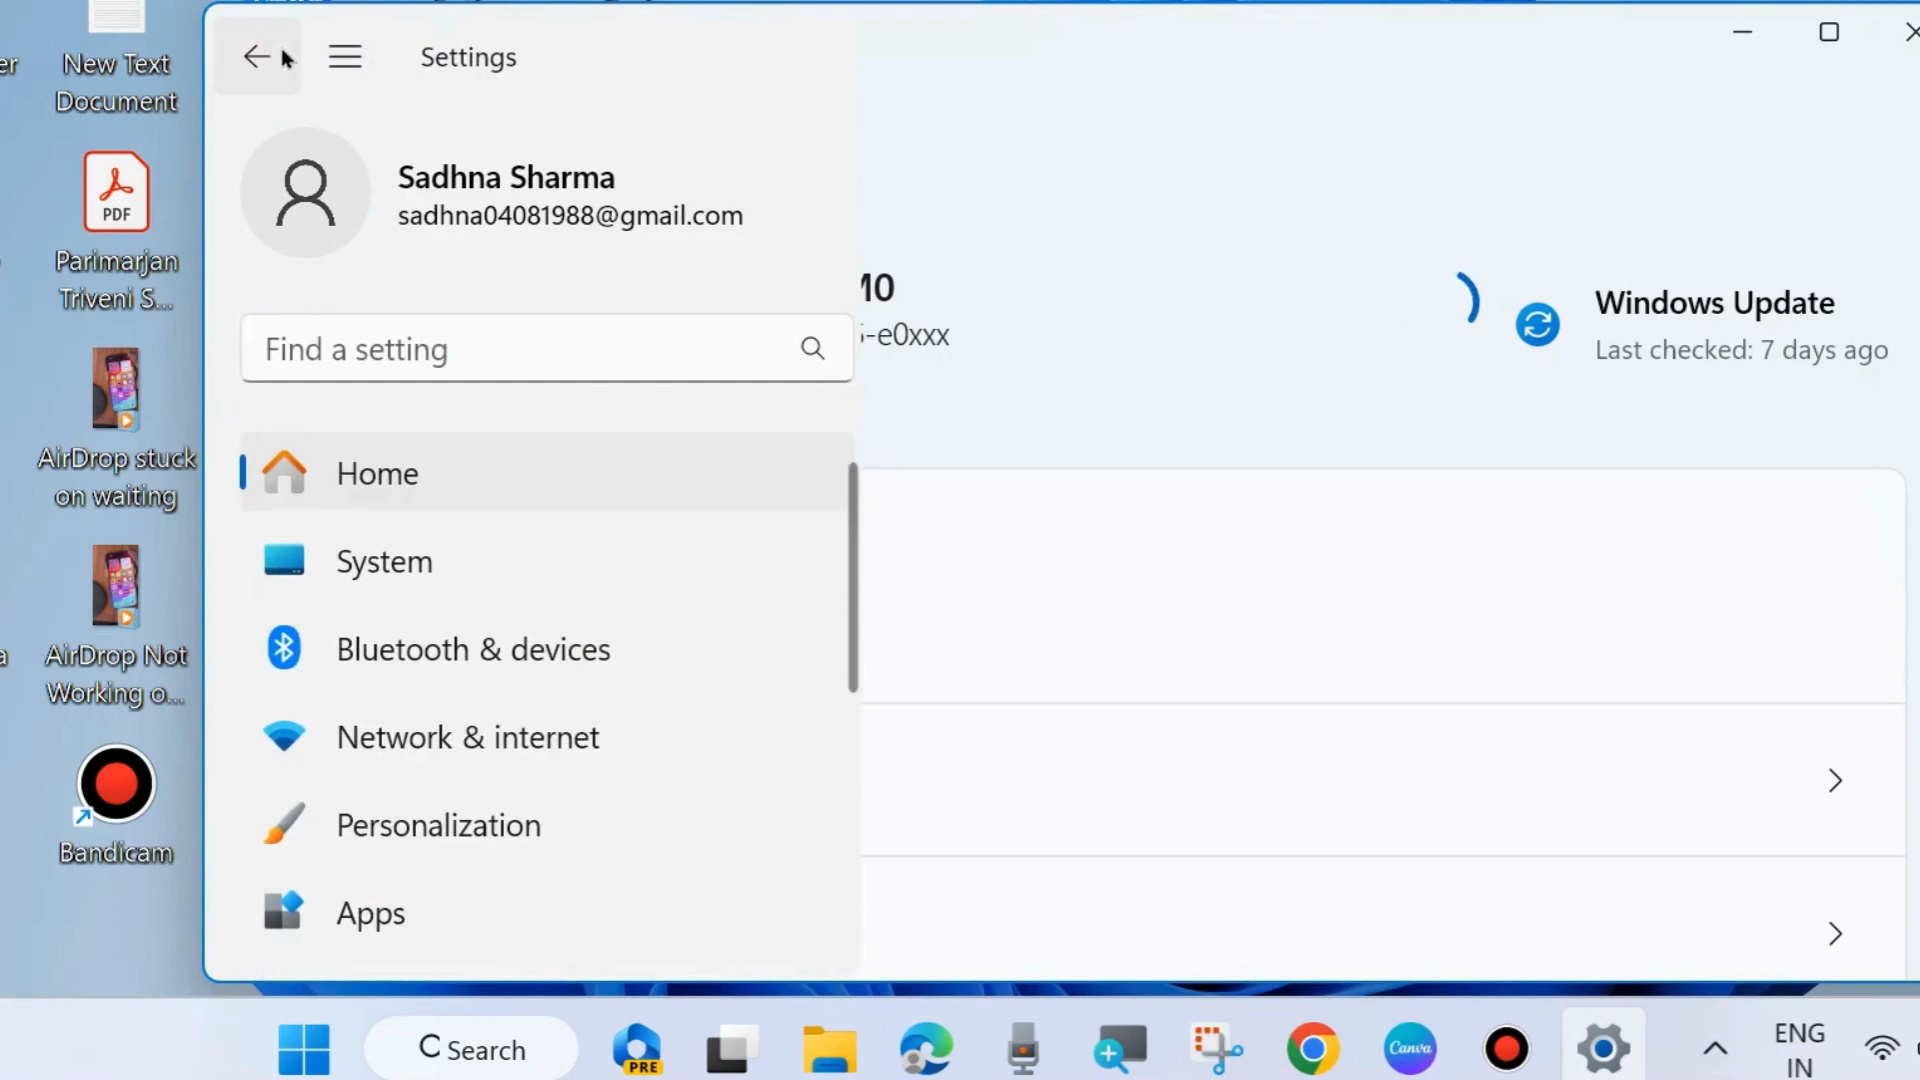 er
New Text
Document
PDF
Parimarjan
Triveni S...
AirDrop stuck
on waiting
a
AirDrop Not
Working o...
Bandicam
Settings
Sadhna Sharma
sadhna04081988@gmail.com
Find a setting
Home
System
Bluetooth & devices
Network & internet
Personalization
Apps
-e0xxx
Windows Update
Last checked: 7 days ago
Search
PRE
Canva
ENG
IN